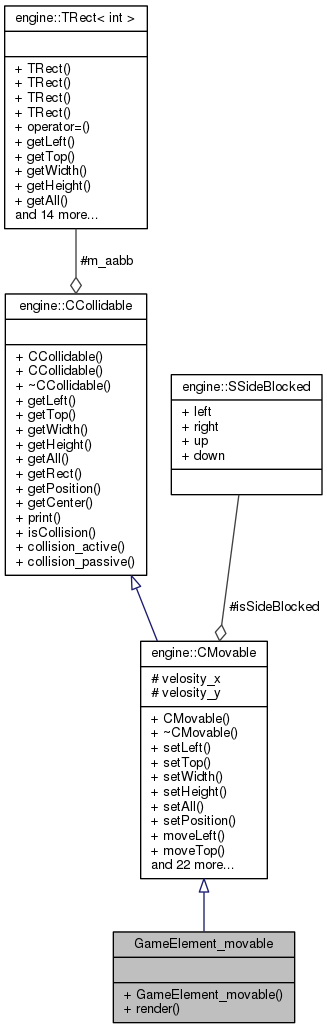 engine::TRect< int >
+ TRect()
+ TRect()
+ TRect()
+ TRect()
+ operator=()
+ getLeft()
+ getTop()
+ getWidth()
+ getHeight()
+ getAll()
and 14 more...
#m_aabb
engine::CCollidable
+ CCollidable()
+ CCollidable()
+ ~CCollidable()
+ getLeft()
+ getTop()
+ getWidth()
+ getHeight()
+ getAll()
+ getRect()
+ getPosition()
+ getCenter()
+ print()
+ isCollision()
+ collision_active()
+ collision_passive()
engine::SSideBlocked
+ left
+ right
+ up
+ down
#isSideBlocked
engine::CMovable
# velosity_x
# velosity_y
+ CMovable()
+ ~CMovable()
+ setLeft()
+ setTop()
+ setWidth()
+ setHeight()
+ setAll()
+ setPosition()
+ moveLeft()
+ moveTop()
and 22 more...
GameElement_movable
+ GameElement_movable()
+ render()